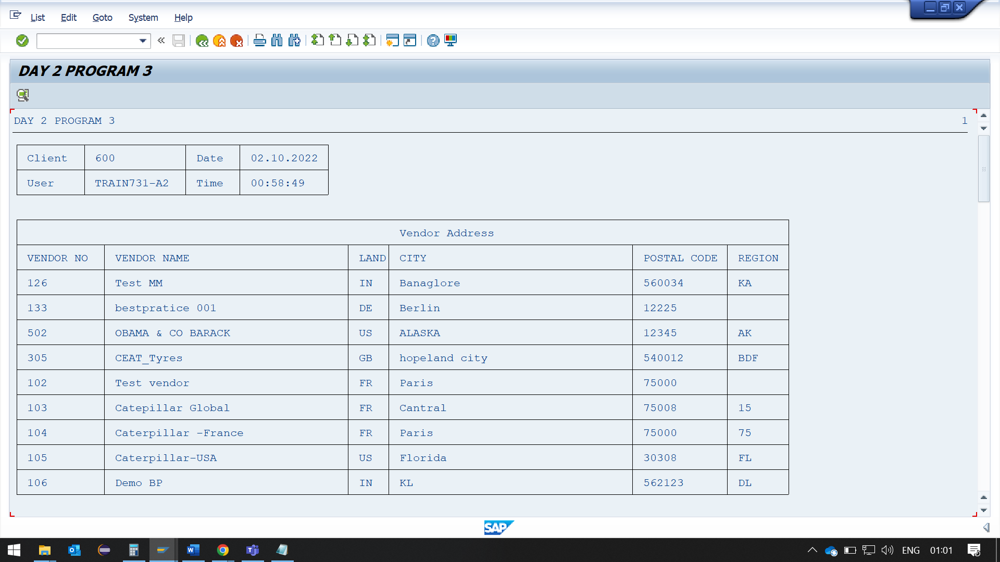 List Edit Goto System Help
DAY 2 PROGRAM 3
DAY 2 PROGRAM 3 1
Client 600 Date 02.10.2022
User TRAIN731-A2 Time 00:58:49
Vendor Address
VENDOR NO VENDOR NAME LAND CITY POSTAL CODE REGION
126 Test MM IN Banaglore 560034 KA
133 bestpratice 001 DE Berlin 12225
502 OBAMA & CO BARACK US ALASKA 12345 AK
305 CEAT_Tyres GB hopeland city 540012 BDF
102 Test vendor FR Paris 75000
103 Catepillar Global FR Cantral 75008 15
104 Caterpillar -France FR Paris 75000 75
105 Caterpillar-USA US Florida 30308 FL
106 Demo BP IN KL 562123 DL
SAP
ENG 01:01